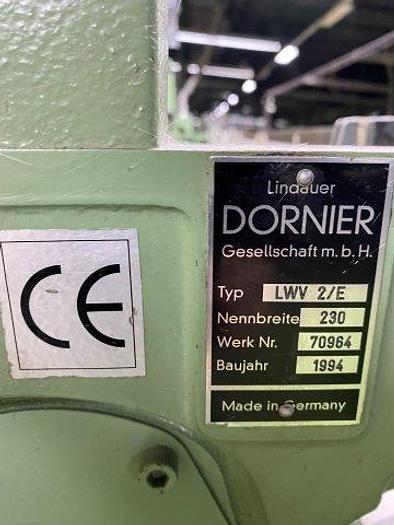 CE
Lindauer
DORNIER
Gesellschaft m.b.H.
Typ LWV 2/E
Nennbreite 230
Werk Nr. 70964
Baujahr 1994
Made in Germany